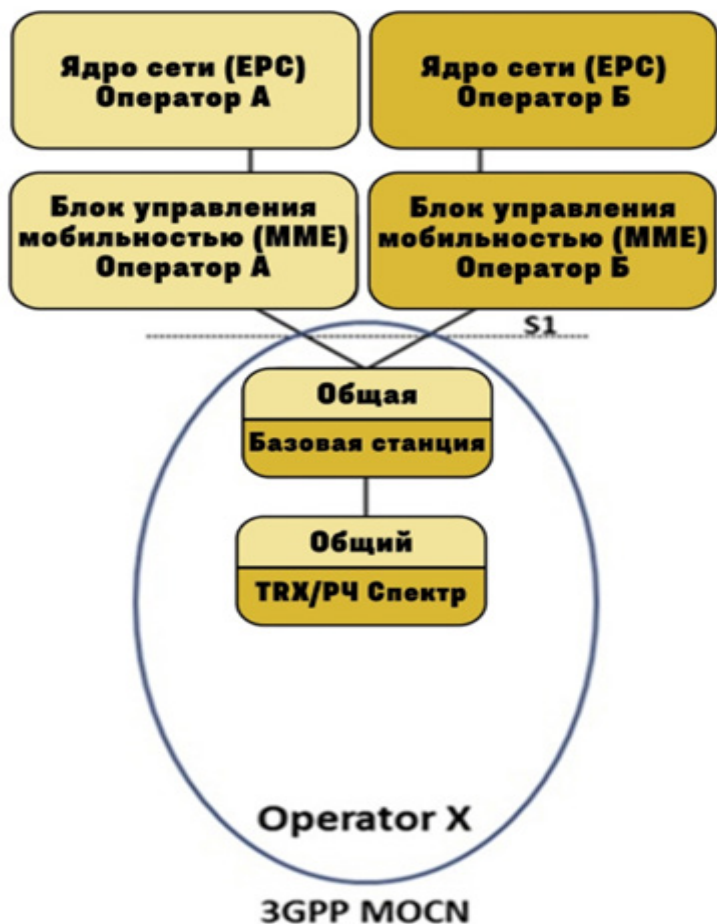 Ядро сети (EPC)
Оператор А
Ядро сети (EPC)
Оператор Б
Блок управления
мобильностью (MME)
Оператор А
Блок управления
мобильностью (MME)
Оператор Б
S1
Общая
Базовая станция
Общий
TRX/РЧ Спектр
Operator X
3GPP MOCN